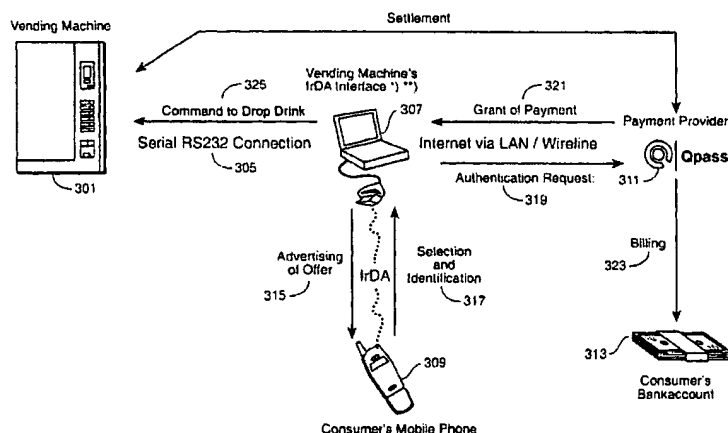 Vending Machine
Settlement
Vending Machine's
IrDA Interface *) **)
325
321
307
Command to Drop Drink
Grant of Payment
Payment Provider
Serial RS232 Connection
Internet via LAN / Wireline
Qpass
301
305
311
Authentication Request:
319
Advertising
of Offer
315
IrDA
Selection
and
Identification
317
Billing
323
309
313
Consumer's
Bankaccount
Consumer's Mobile Phone